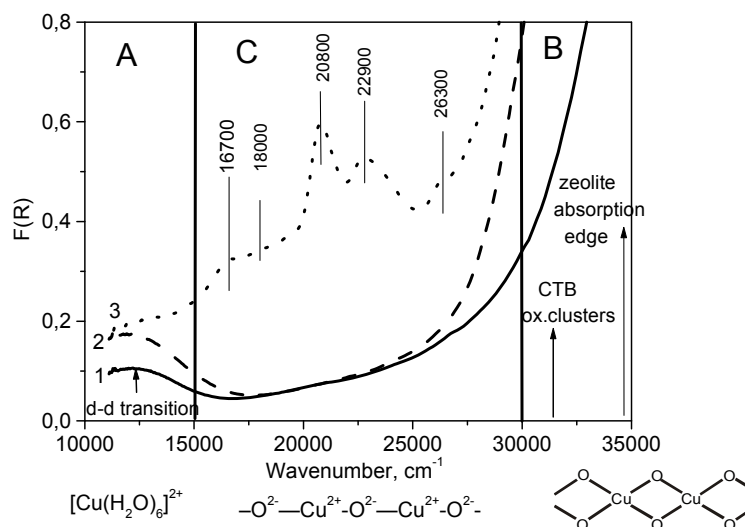 0,8
0,6
0,4
0,2
0,0
F(R)
A
C
B
16700
18000
20800
22900
26300
3
2
1
d-d transition
zeolite
absorption
edge
CTB
ox.clusters
10000 15000 20000 25000 30000 35000
Wavenumber, cm⁻¹
[Cu(H₂O)₆]²⁺
–O²⁻—Cu²⁺-O²⁻—Cu²⁺-O²⁻-
O O O
Cu Cu
O O O